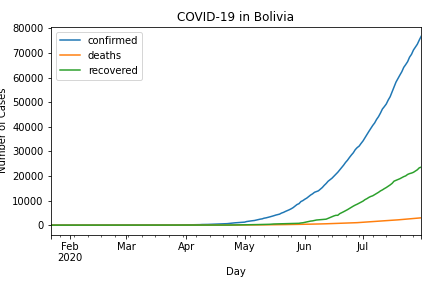 COVID-19 in Bolivia
confirmed
deaths
recovered
80000
70000
60000
50000
40000
30000
20000
10000
0
Number of Cases
Feb Mar Apr May Jun Jul
2020
Day